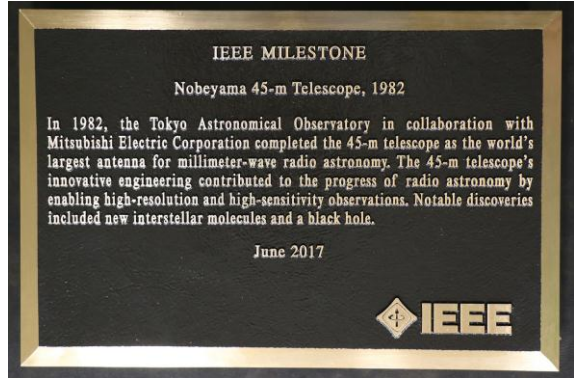 IEEE MILESTONE
Nobeyama 45-m Telescope, 1982
In 1982, the Tokyo Astronomical Observatory in collaboration with
Mitsubishi Electric Corporation completed the 45-m telescope as the world's
largest antenna for millimeter-wave radio astronomy. The 45-m telescope's
innovative engineering contributed to the progress of radio astronomy by
enabling high-resolution and high-sensitivity observations. Notable discoveries
included new interstellar molecules and a black hole.
June 2017
IEEE